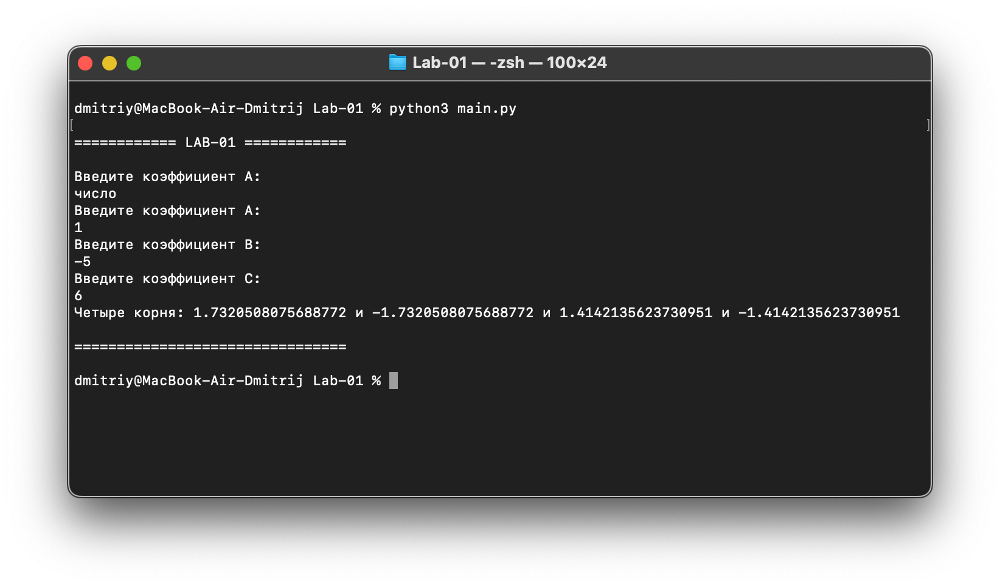 Lab-01 — -zsh — 100×24
dmitriy@MacBook-Air-Dmitrij Lab-01 % python3 main.py
[ ]
============ LAB-01 ============
Введите коэффициент A:
число
Введите коэффициент A:
1
Введите коэффициент B:
-5
Введите коэффициент C:
6
Четыре корня: 1.7320508075688772 и -1.7320508075688772 и 1.4142135623730951 и -1.4142135623730951
================================
dmitriy@MacBook-Air-Dmitrij Lab-01 %